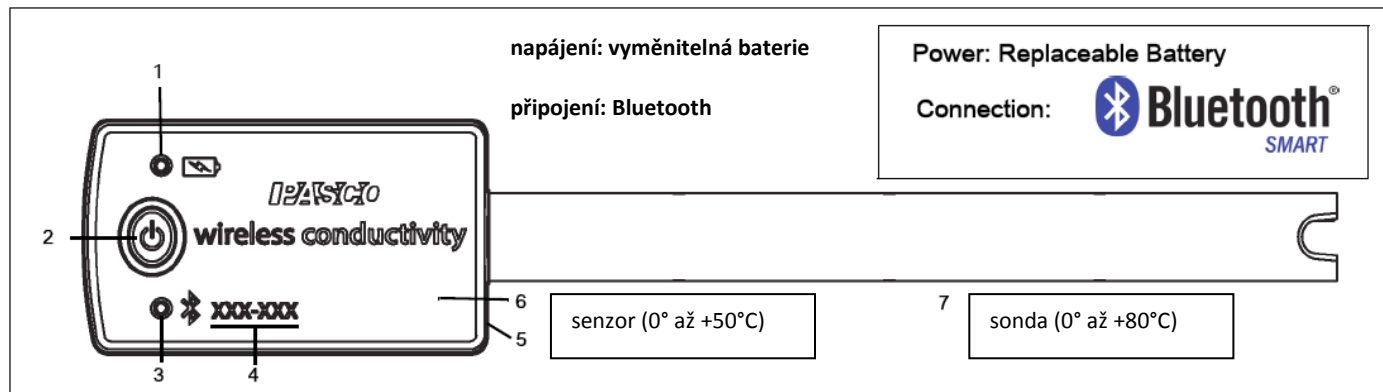 napájení: vyměnitelná baterie
připojení: Bluetooth
Power: Replaceable Battery
Connection: Bluetooth®
SMART
1
PASCO
2 wireless conductivity
XXX-XXX
3 4
6 senzor (0° až +50°C)
5
7 sonda (0° až +80°C)